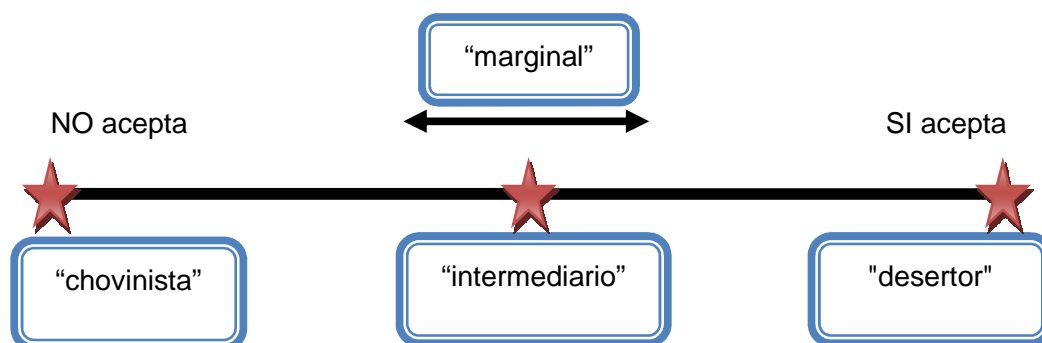 “marginal”
NO acepta
SI acepta
“chovinista”
“intermediario”
"desertor"